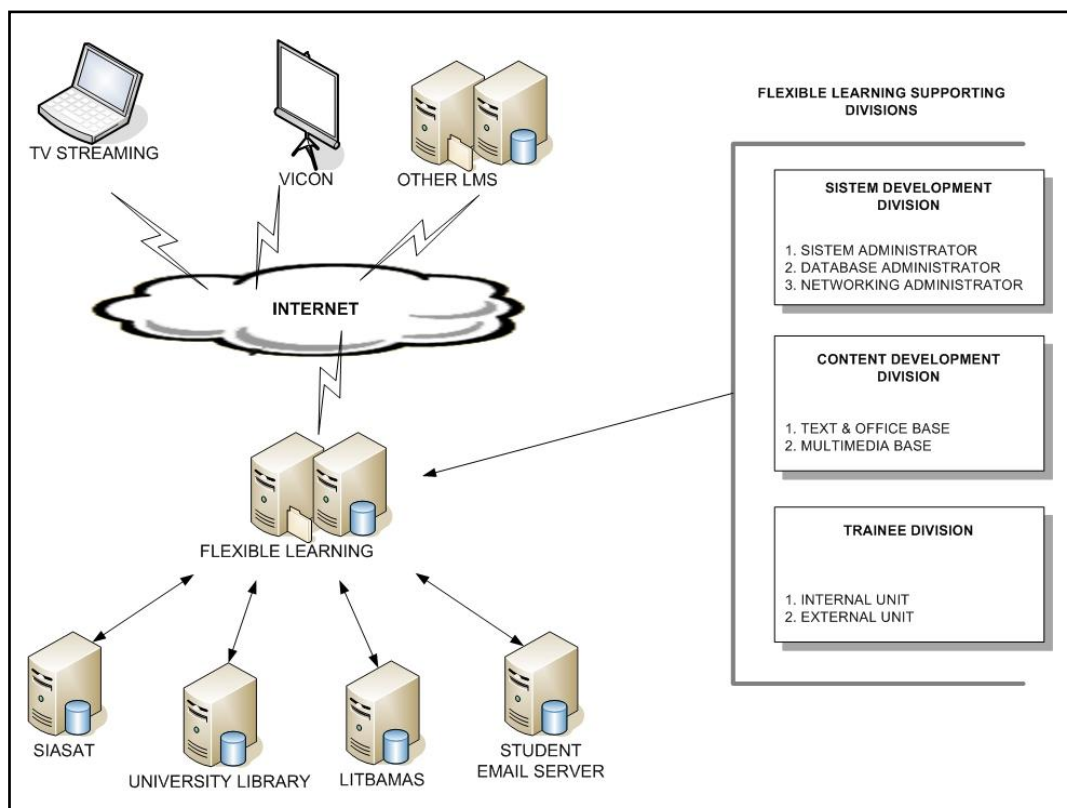 TV STREAMING
VICON
OTHER LMS
INTERNET
FLEXIBLE LEARNING
SIASAT
UNIVERSITY LIBRARY
LITBAMAS
STUDENT
EMAIL SERVER
FLEXIBLE LEARNING SUPPORTING
DIVISIONS
SISTEM DEVELOPMENT
DIVISION
1. SISTEM ADMINISTRATOR
2. DATABASE ADMINISTRATOR
3. NETWORKING ADMINISTRATOR
CONTENT DEVELOPMENT
DIVISION
1. TEXT & OFFICE BASE
2. MULTIMEDIA BASE
TRAINEE DIVISION
1. INTERNAL UNIT
2. EXTERNAL UNIT